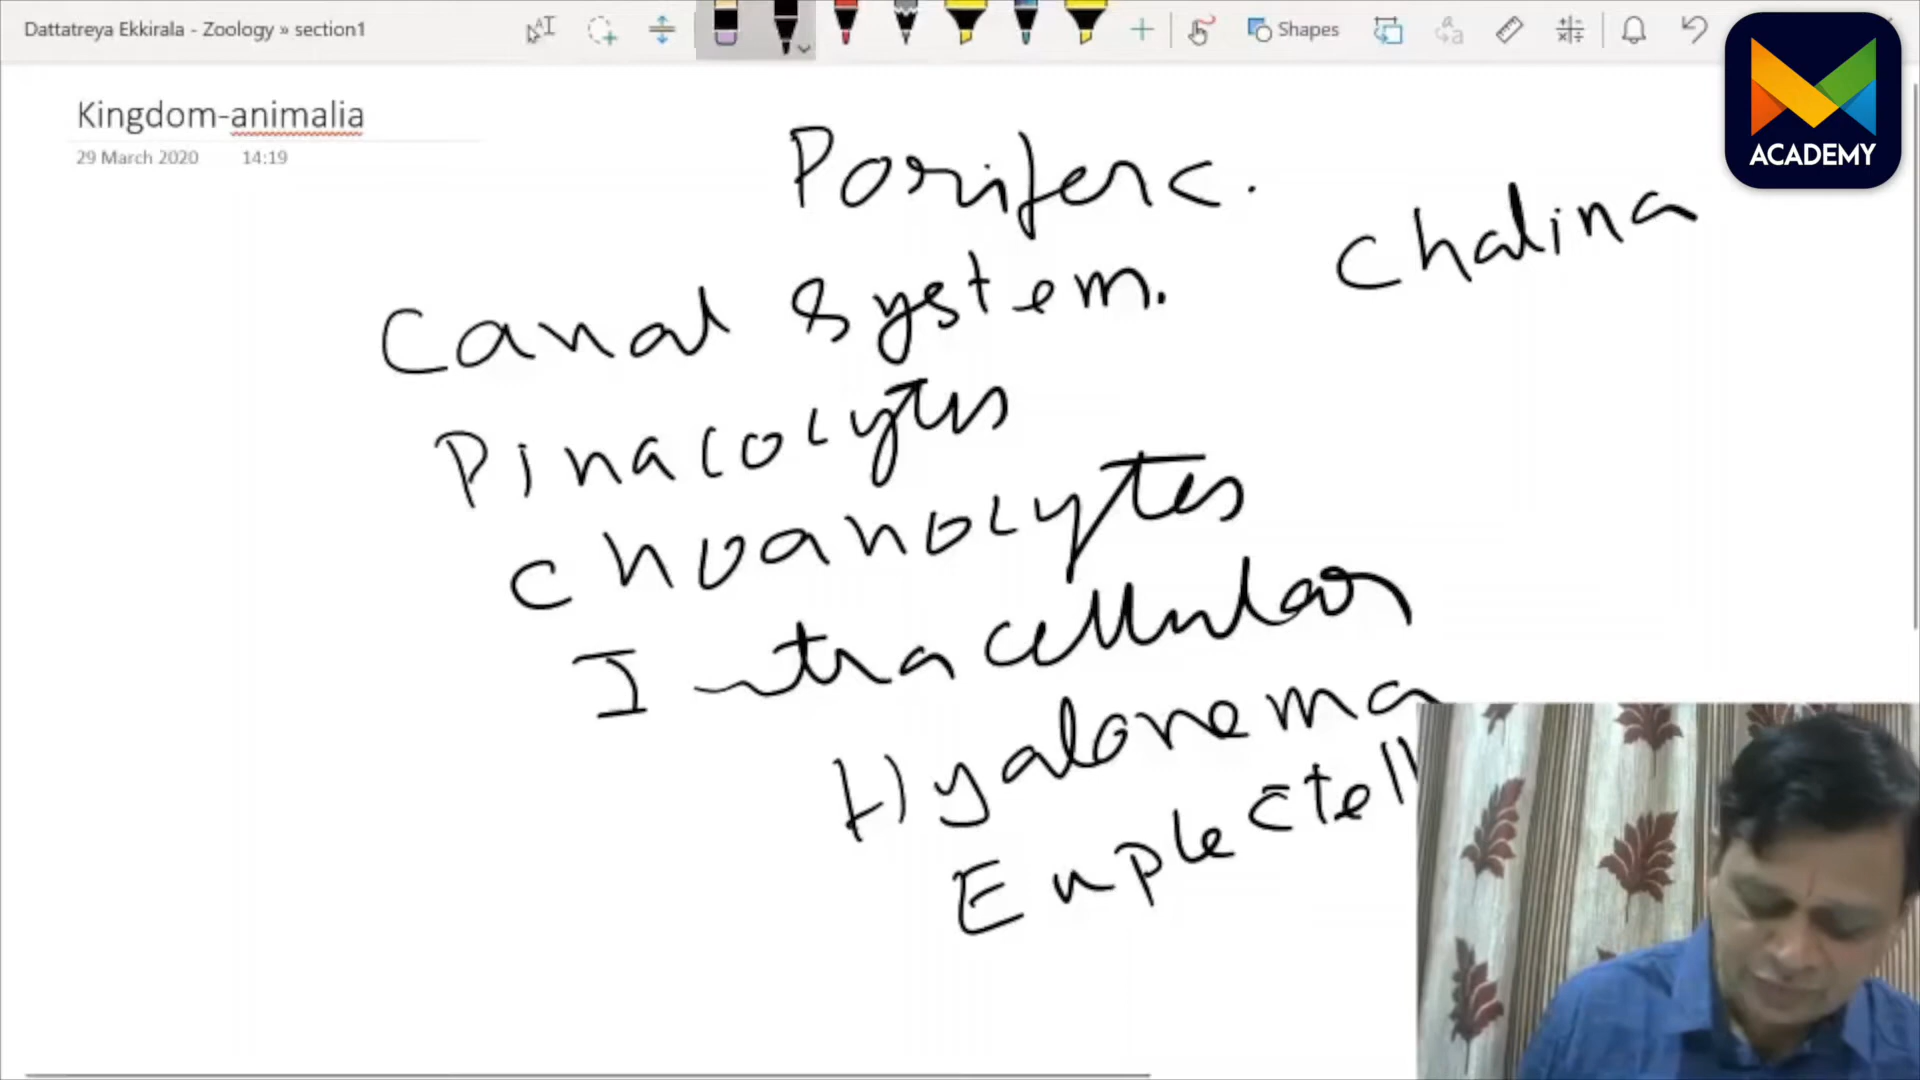 Dattatreya Ekkirala - Zoology » section1
Shapes
ACADEMY
Kingdom-animalia
29 March 2020 14:19
Porifera.
Chalina
Canal System.
Pinacocytes
Choanocytes
Intracellular
Hyalonema
Euplectell